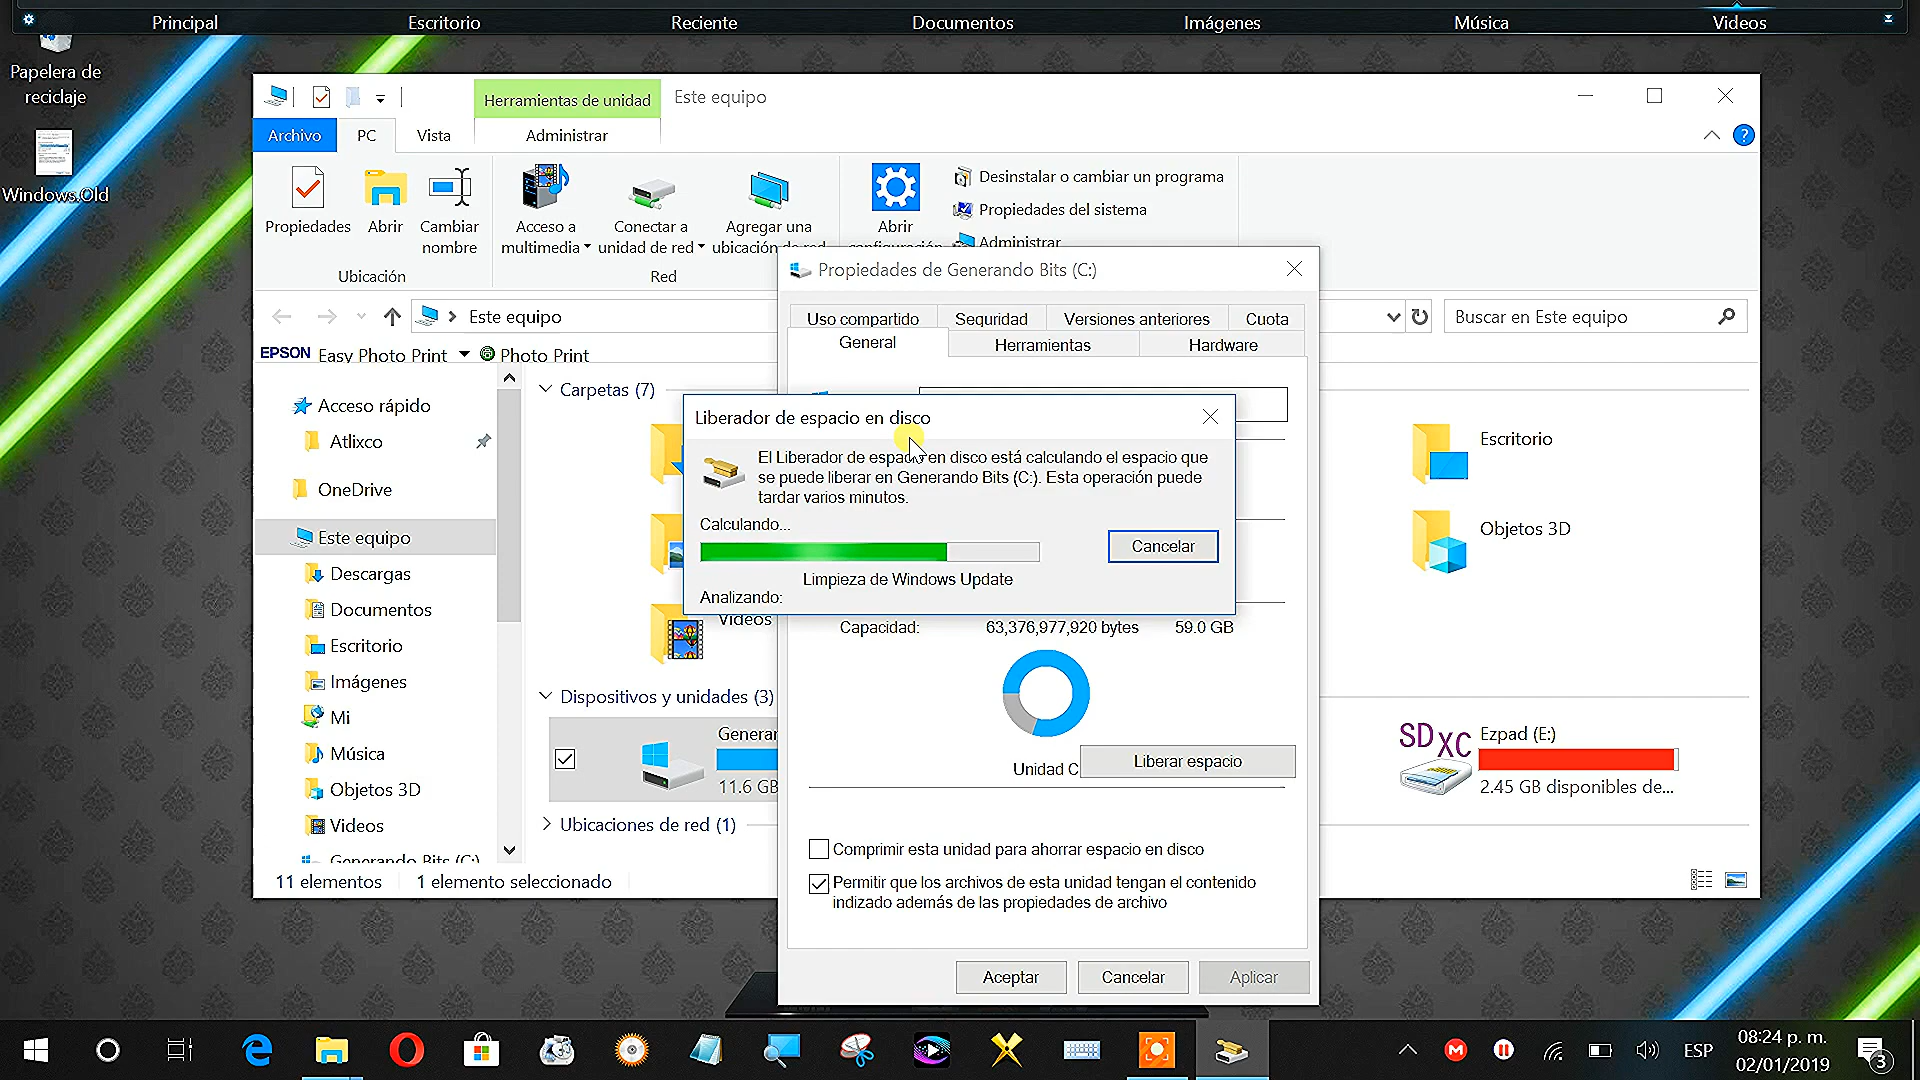 Principal
Escritorio
Reciente
Documentos
Imágenes
Música
Videos
Papelera de
reciclaje
Windows.Old
Herramientas de unidad
Este equipo
Archivo
PC
Vista
Administrar
?
Propiedades
Abrir
Cambiar
nombre
Ubicación
Acceso a
multimedia
Conectar a
unidad de red
Agregar una
ubicación de red
Red
Abrir
Desinstalar o cambiar un programa
Propiedades del sistema
Administrar
Este equipo
Buscar en Este equipo
EPSON Easy Photo Print
Photo Print
Acceso rápido
Atlixco
OneDrive
Este equipo
Descargas
Documentos
Escritorio
Imágenes
Mi
Música
Objetos 3D
Videos
Generando Bits (C:)
Carpetas (7)
Videos
Dispositivos y unidades (3)
Generan
11.6 GB
Ubicaciones de red (1)
Escritorio
Objetos 3D
SDXC
Ezpad (E:)
2.45 GB disponibles de...
11 elementos
1 elemento seleccionado
Propiedades de Generando Bits (C:)
Uso compartido
Seguridad
Versiones anteriores
Cuota
General
Herramientas
Hardware
Liberador de espacio en disco
El Liberador de espacio en disco está calculando el espacio que
se puede liberar en Generando Bits (C:). Esta operación puede
tardar varios minutos.
Calculando...
Cancelar
Limpieza de Windows Update
Analizando:
Capacidad:
63,376,977,920 bytes
59.0 GB
Unidad C
Liberar espacio
Comprimir esta unidad para ahorrar espacio en disco
Permitir que los archivos de esta unidad tengan el contenido
indizado además de las propiedades de archivo
Aceptar
Cancelar
Aplicar
ESP
08:24 p. m.
02/01/2019
3